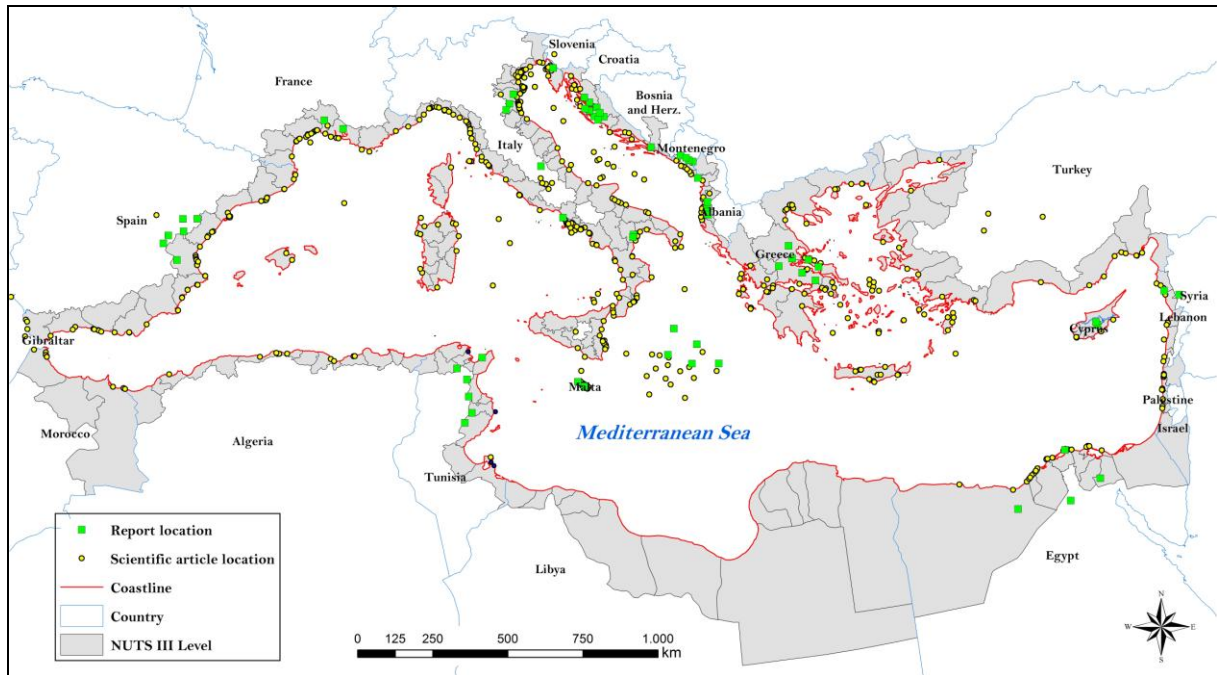 Slovenia
Croatia
France
Bosnia
and Herz.
Italy
Montenegro
Turkey
Spain
Albania
Greece
Syria
Lebanon
Cyprus
Gibraltar
Malta
Palestine
Israel
Morocco
Algeria
Mediterranean Sea
Tunisia
Libya
Egypt
Report location
Scientific article location
Coastline
Country
NUTS III Level
0 125 250 500 750 1.000
km
N
W E
S